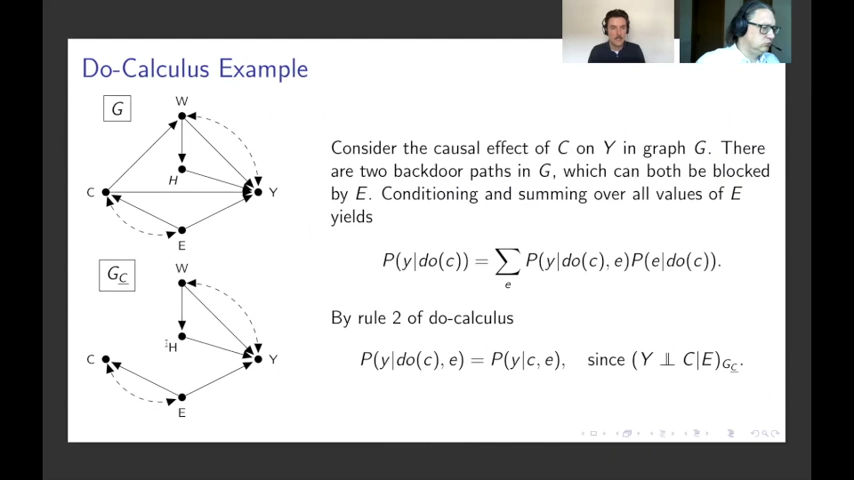 Do-Calculus Example
G
W
H
C
Y
E
G_C
W
H
C
Y
E
Consider the causal effect of C on Y in graph G. There
are two backdoor paths in G, which can both be blocked
by E. Conditioning and summing over all values of E
yields
P(y|do(c)) = ∑_e P(y|do(c), e)P(e|do(c)).
By rule 2 of do-calculus
P(y|do(c), e) = P(y|c, e), since (Y ⫫ C|E)_{G_C}.